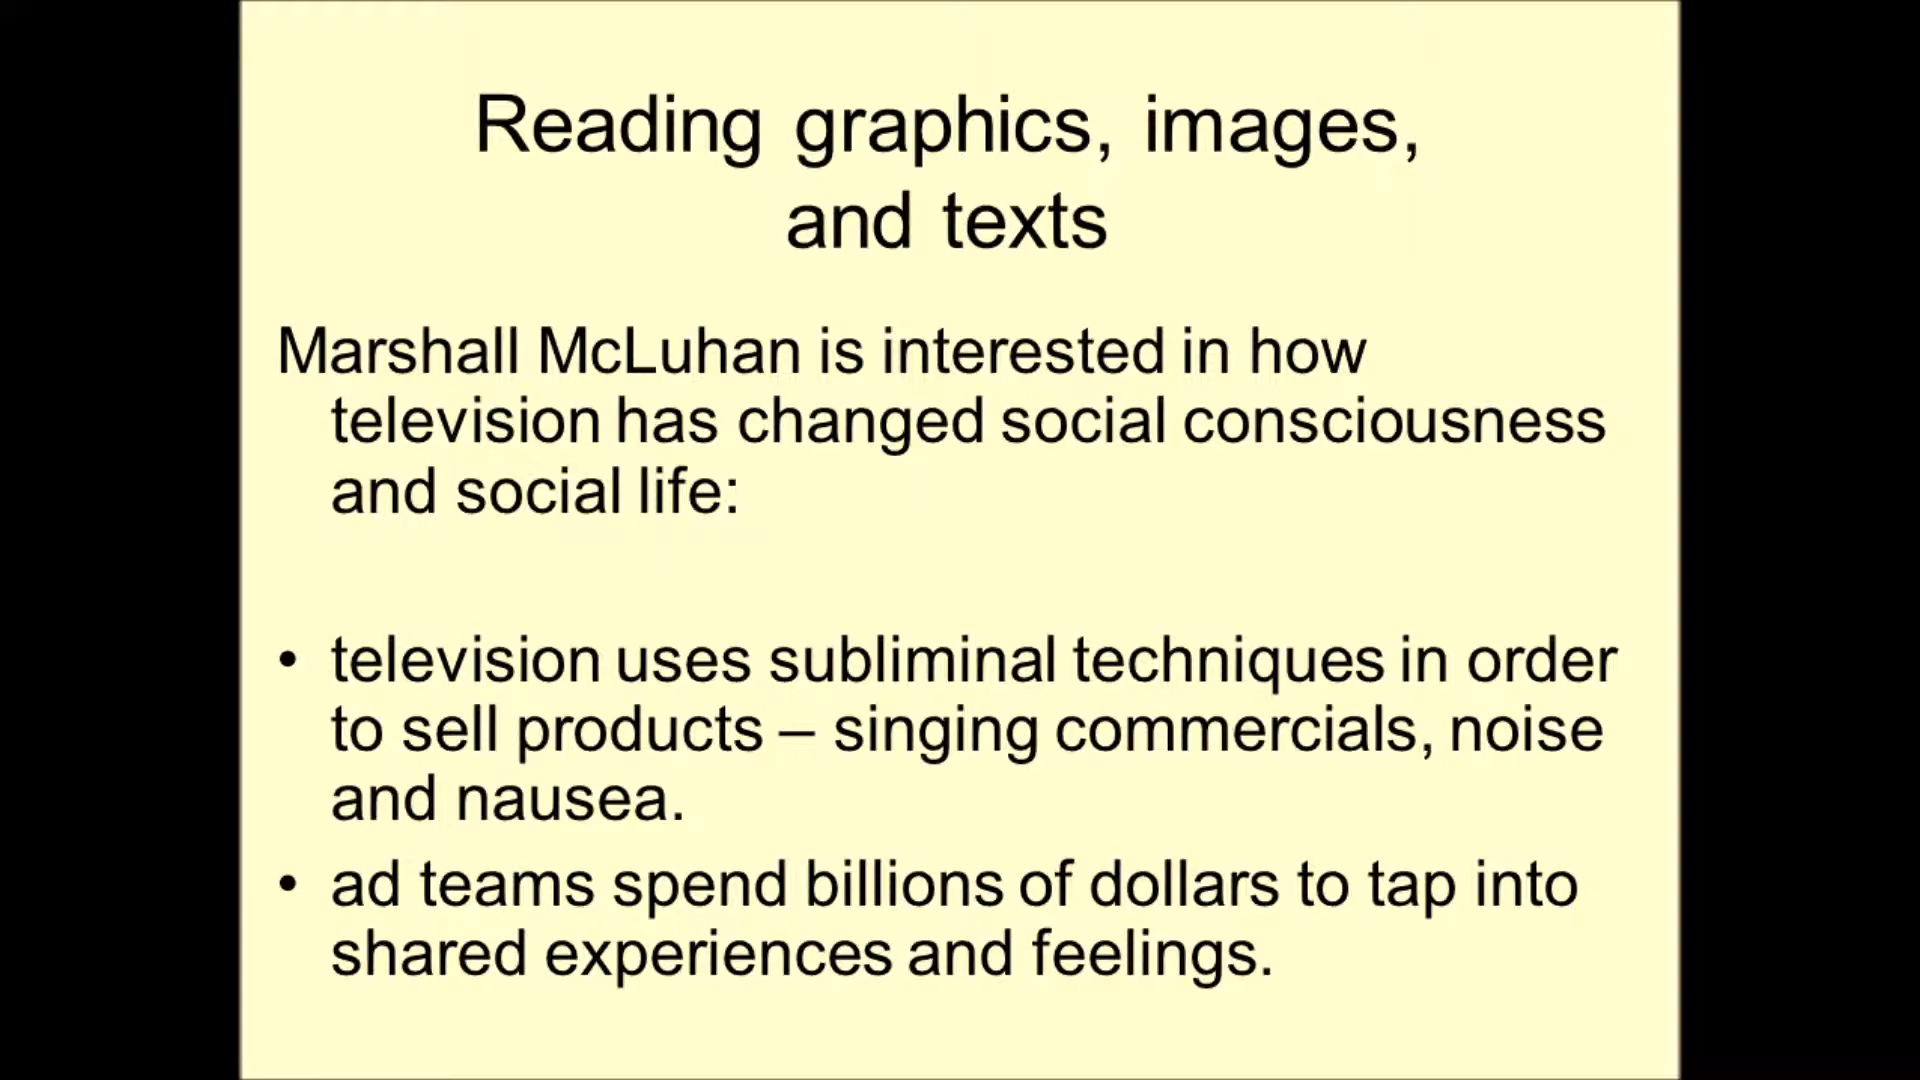 Reading graphics, images,
and texts
Marshall McLuhan is interested in how
television has changed social consciousness
and social life:
• television uses subliminal techniques in order
to sell products – singing commercials, noise
and nausea.
• ad teams spend billions of dollars to tap into
shared experiences and feelings.